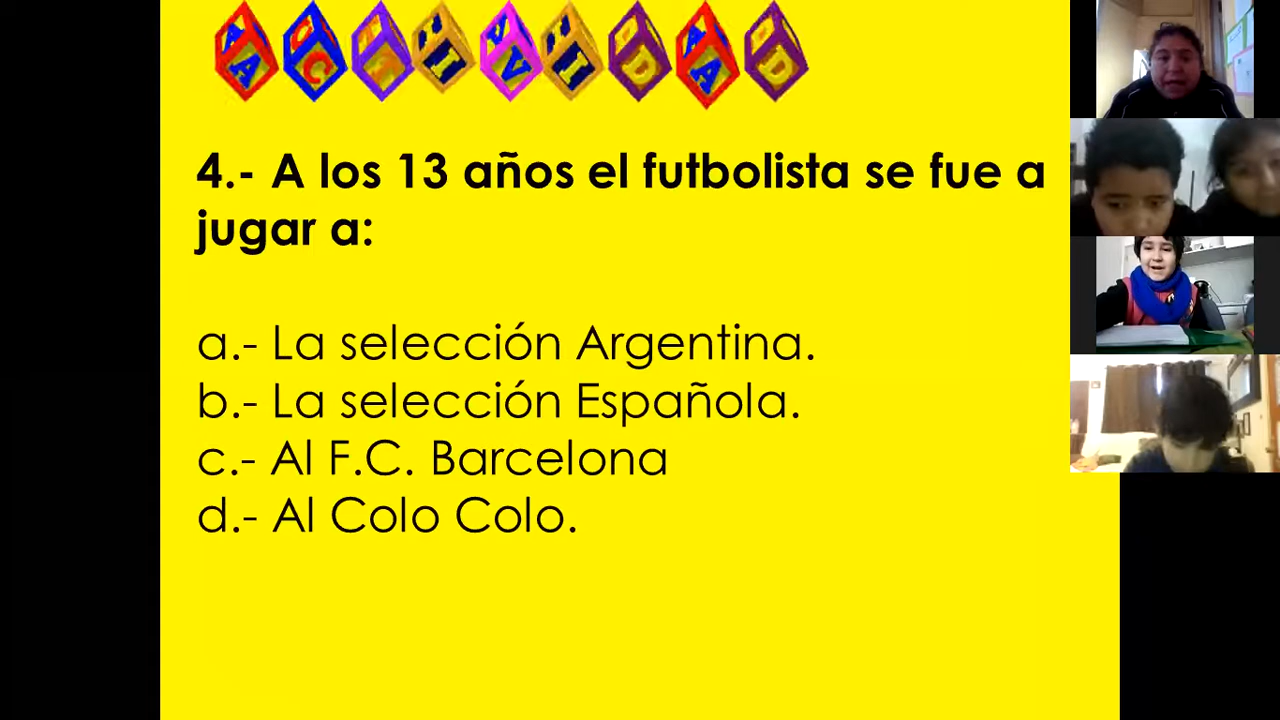 ACTIVIDAD
4.- A los 13 años el futbolista se fue a
jugar a:
a.- La selección Argentina.
b.- La selección Española.
c.- Al F.C. Barcelona
d.- Al Colo Colo.